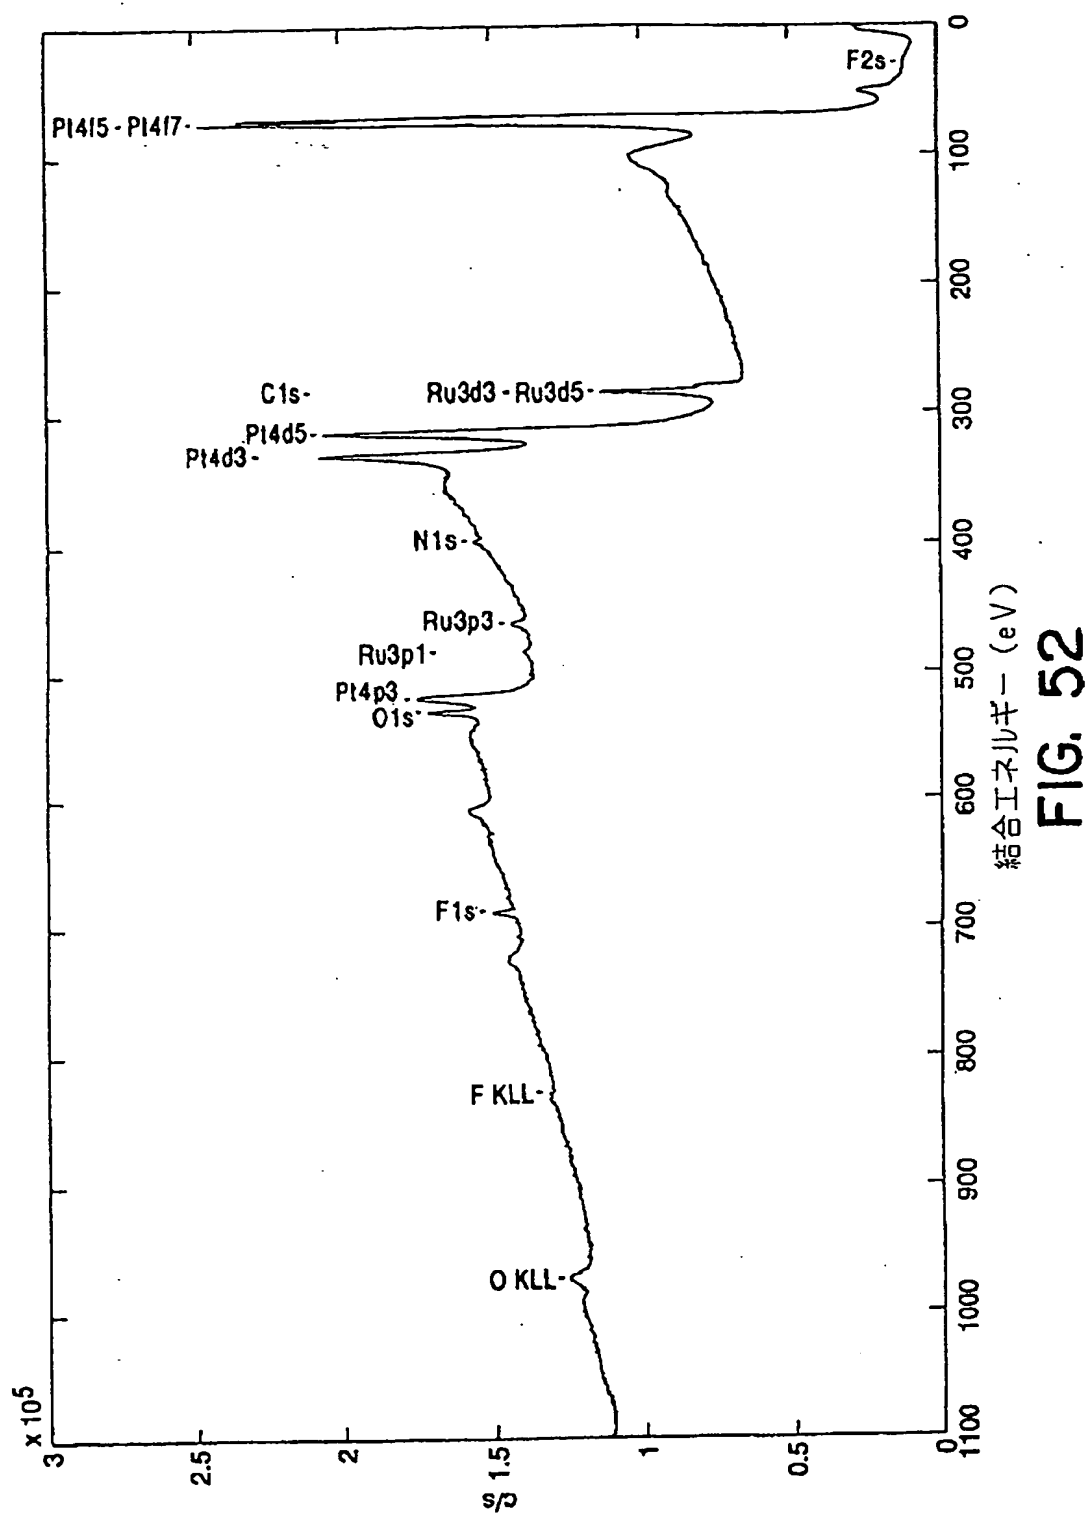 x 10⁵
3
2.5
2
1.5
1
0.5
0
c/s
O KLL-
F KLL-
F1s-
O1s-
Pt4p3-
Ru3p1-
Ru3p3-
N1s-
Pt4d3-
Pt4d5-
C1s-
Ru3d3-Ru3d5-
Pt4f5-Pt4f7-
F2s-
1100
1000
900
800
700
600
500
400
300
200
100
0
結合エネルギー (eV)
FIG. 52